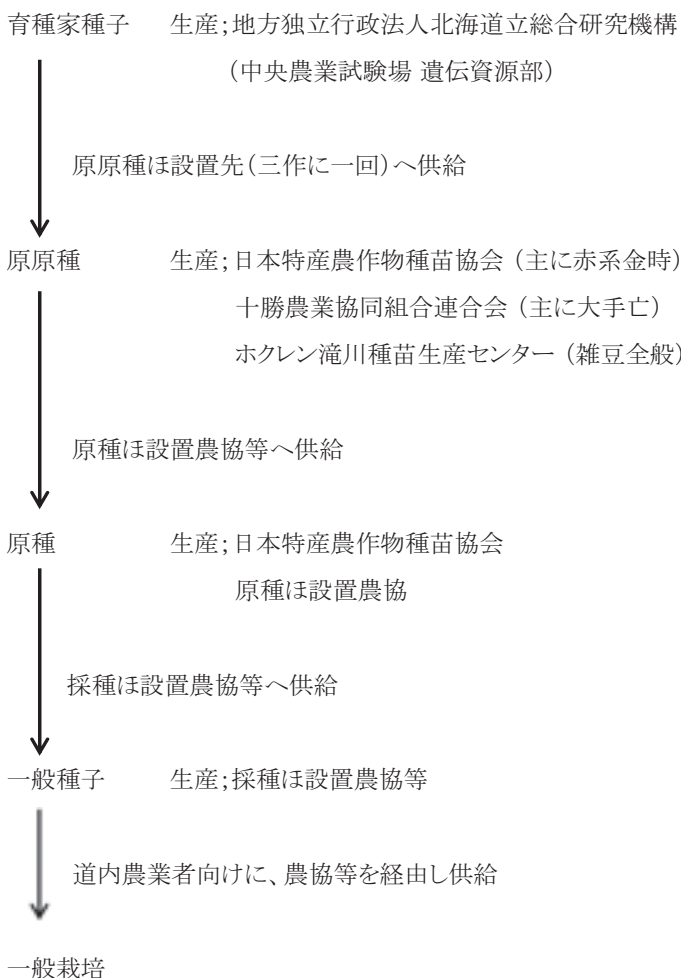 育種家種子　生産;地方独立行政法人北海道立総合研究機構
(中央農業試験場 遺伝資源部)
原原種ほ設置先(三作に一回)へ供給
原原種　生産;日本特産農作物種苗協会 (主に赤系金時)
十勝農業協同組合連合会 (主に大手亡)
ホクレン滝川種苗生産センター (雑豆全般)
原種ほ設置農協等へ供給
原種　生産;日本特産農作物種苗協会
原種ほ設置農協
採種ほ設置農協等へ供給
一般種子　生産;採種ほ設置農協等
道内農業者向けに、農協等を経由し供給
一般栽培